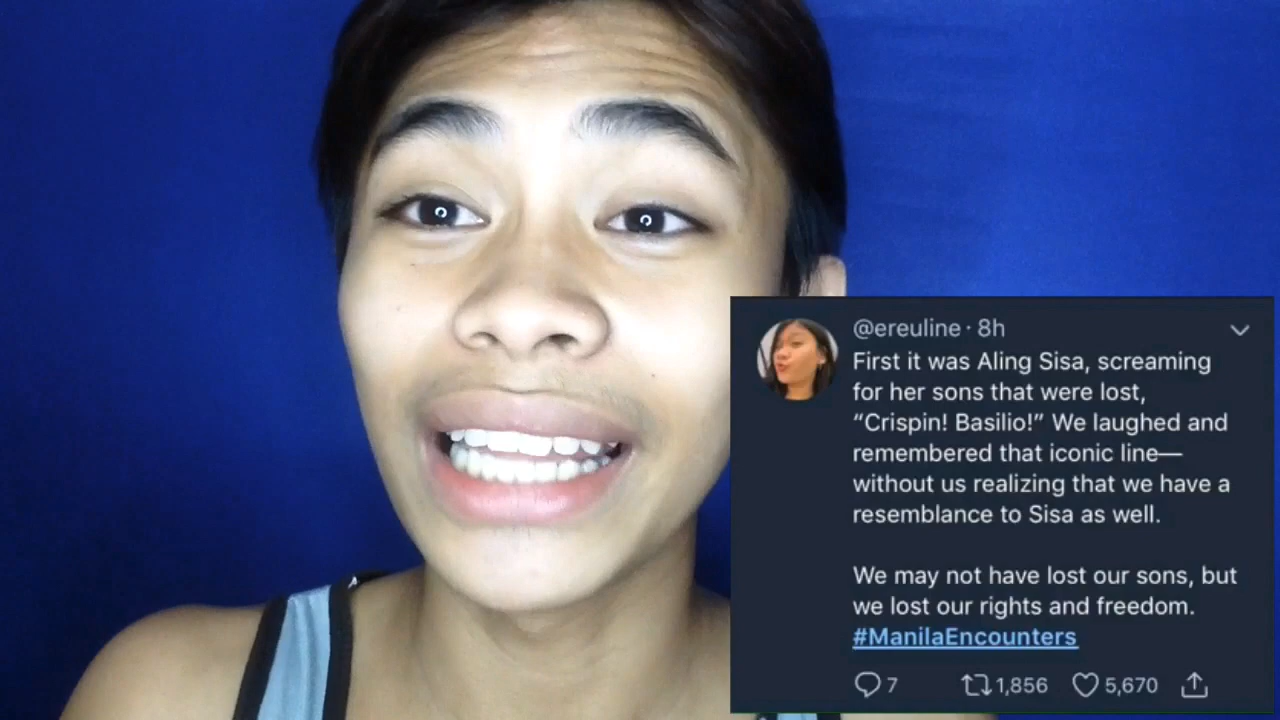 @ereuline · 8h
First it was Aling Sisa, screaming
for her sons that were lost,
“Crispin! Basilio!” We laughed and
remembered that iconic line—
without us realizing that we have a
resemblance to Sisa as well.
We may not have lost our sons, but
we lost our rights and freedom.
#ManilaEncounters
7 1,856 5,670